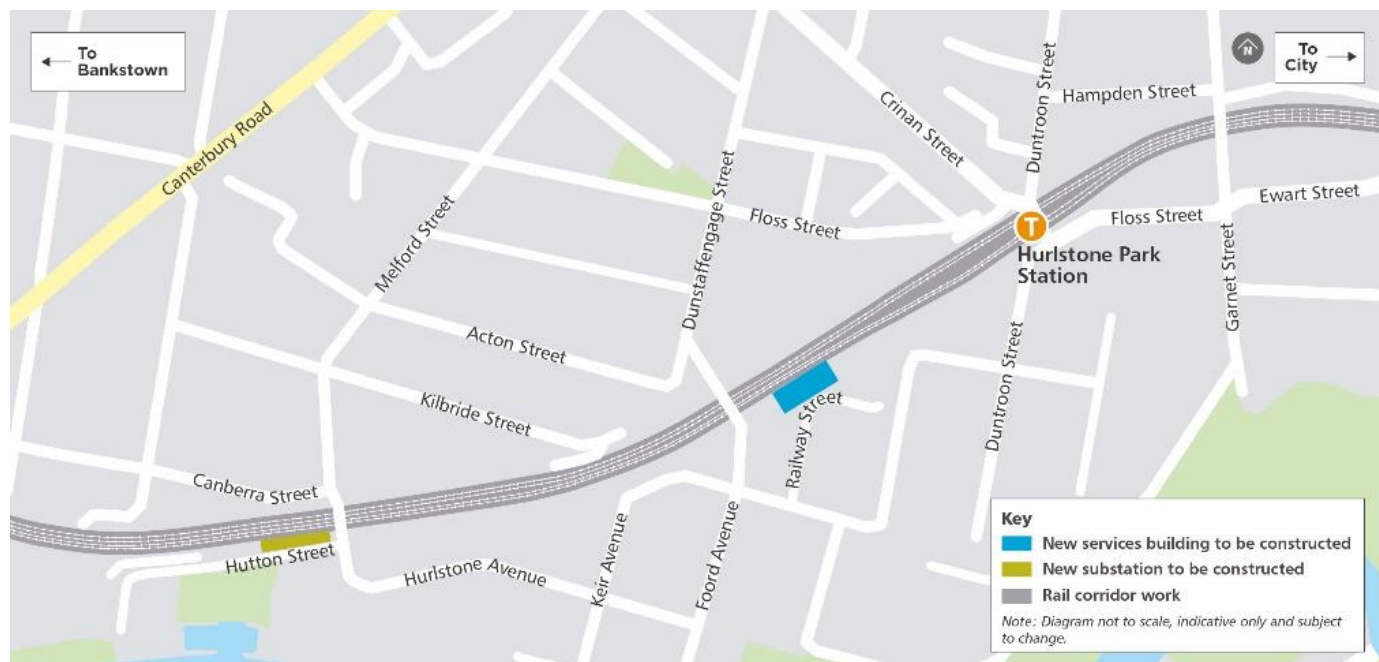 To
Bankstown
N
To
City
Canterbury Road
Crinan Street
Duntroon Street
Hampden Street
Ewart Street
Floss Street
Floss Street
T
Hurlstone Park
Station
Melford Street
Dunstaffengage Street
Garnet Street
Acton Street
Kilbride Street
Duntroon Street
Railway Street
Canberra Street
Hutton Street
Hurlstone Avenue
Keir Avenue
Foord Avenue
Key
New services building to be constructed
New substation to be constructed
Rail corridor work
Note: Diagram not to scale, indicative only and subject
to change.